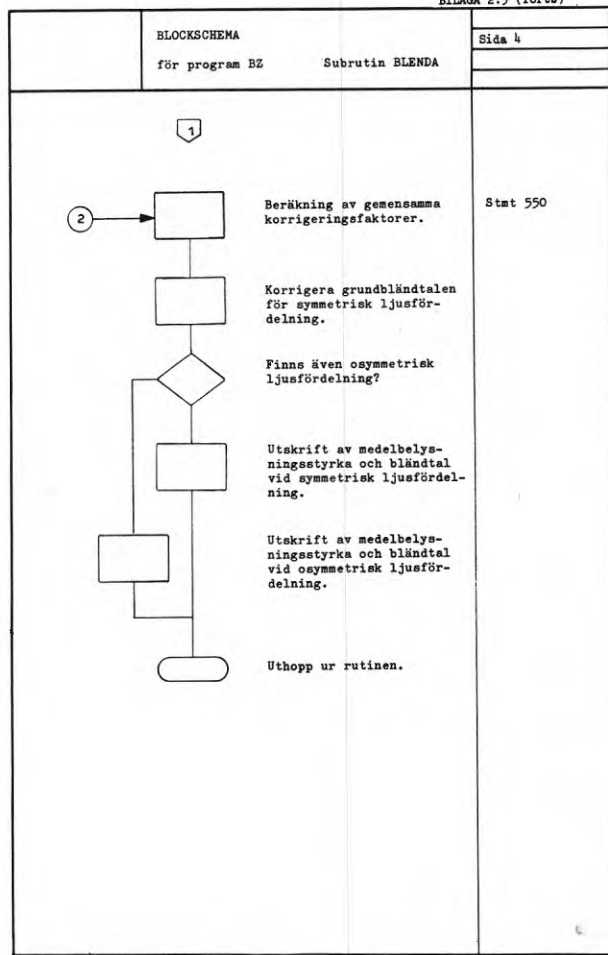 BILAGA 2.5 (forts)
BLOCKSCHEMA
Sida 4
för program BZ Subrutin BLENDA
1
2
Beräkning av gemensamma
korrigeringsfaktorer.
Stmt 550
Korrigera grundbländtalen
för symmetrisk ljusför-
delning.
Finns även osymmetrisk
ljusfördelning?
Utskrift av medelbelys-
ningsstyrka och bländtal
vid symmetrisk ljusfördel-
ning.
Utskrift av medelbelys-
ningsstyrka och bländtal
vid osymmetrisk ljusför-
delning.
Uthopp ur rutinen.